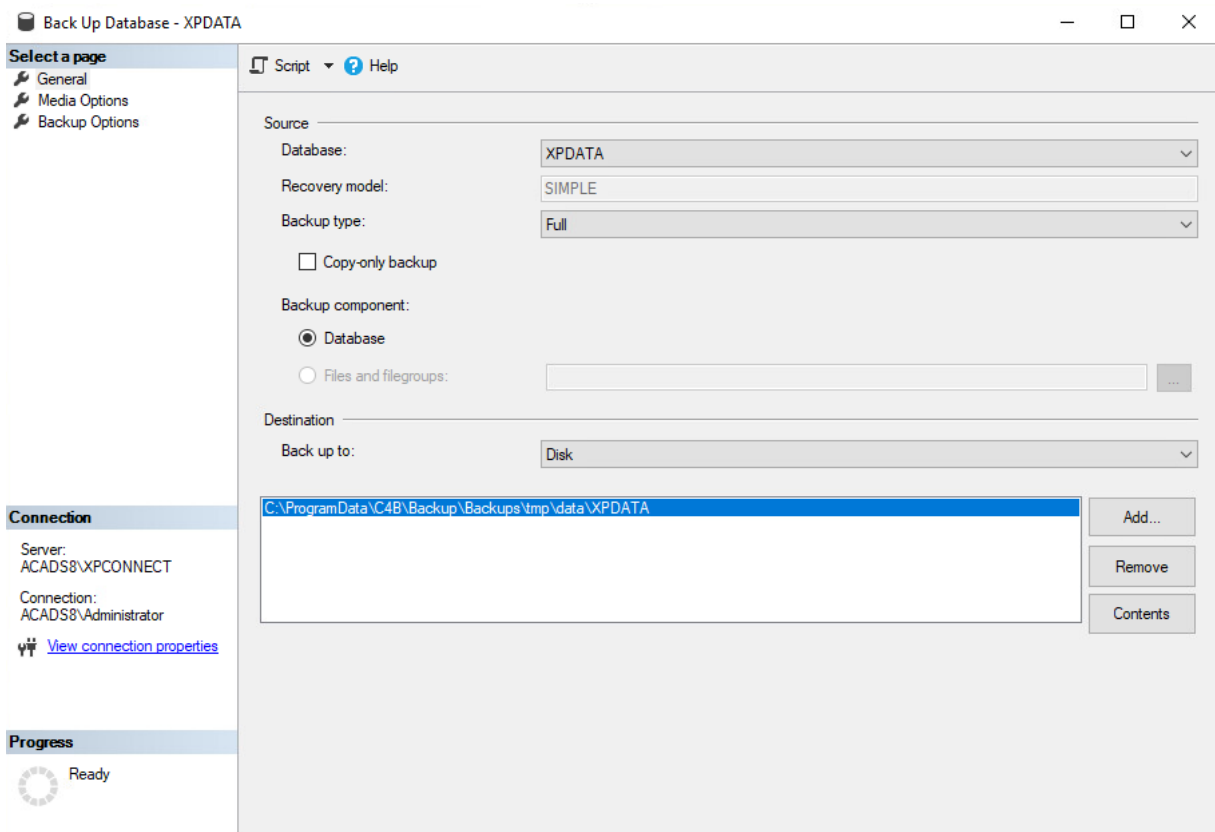 Back Up Database - XPDATA
Select a page
General
Media Options
Backup Options
Script
Help
Source
Database:
XPDATA
Recovery model:
SIMPLE
Backup type:
Full
Copy-only backup
Backup component:
Database
Files and filegroups:
...
Destination
Back up to:
Disk
C:\ProgramData\C4B\Backup\Backups\tmp\data\XPDATA
Add...
Remove
Contents
Connection
Server:
ACADS8\XPCONNECT
Connection:
ACADS8\Administrator
View connection properties
Progress
Ready